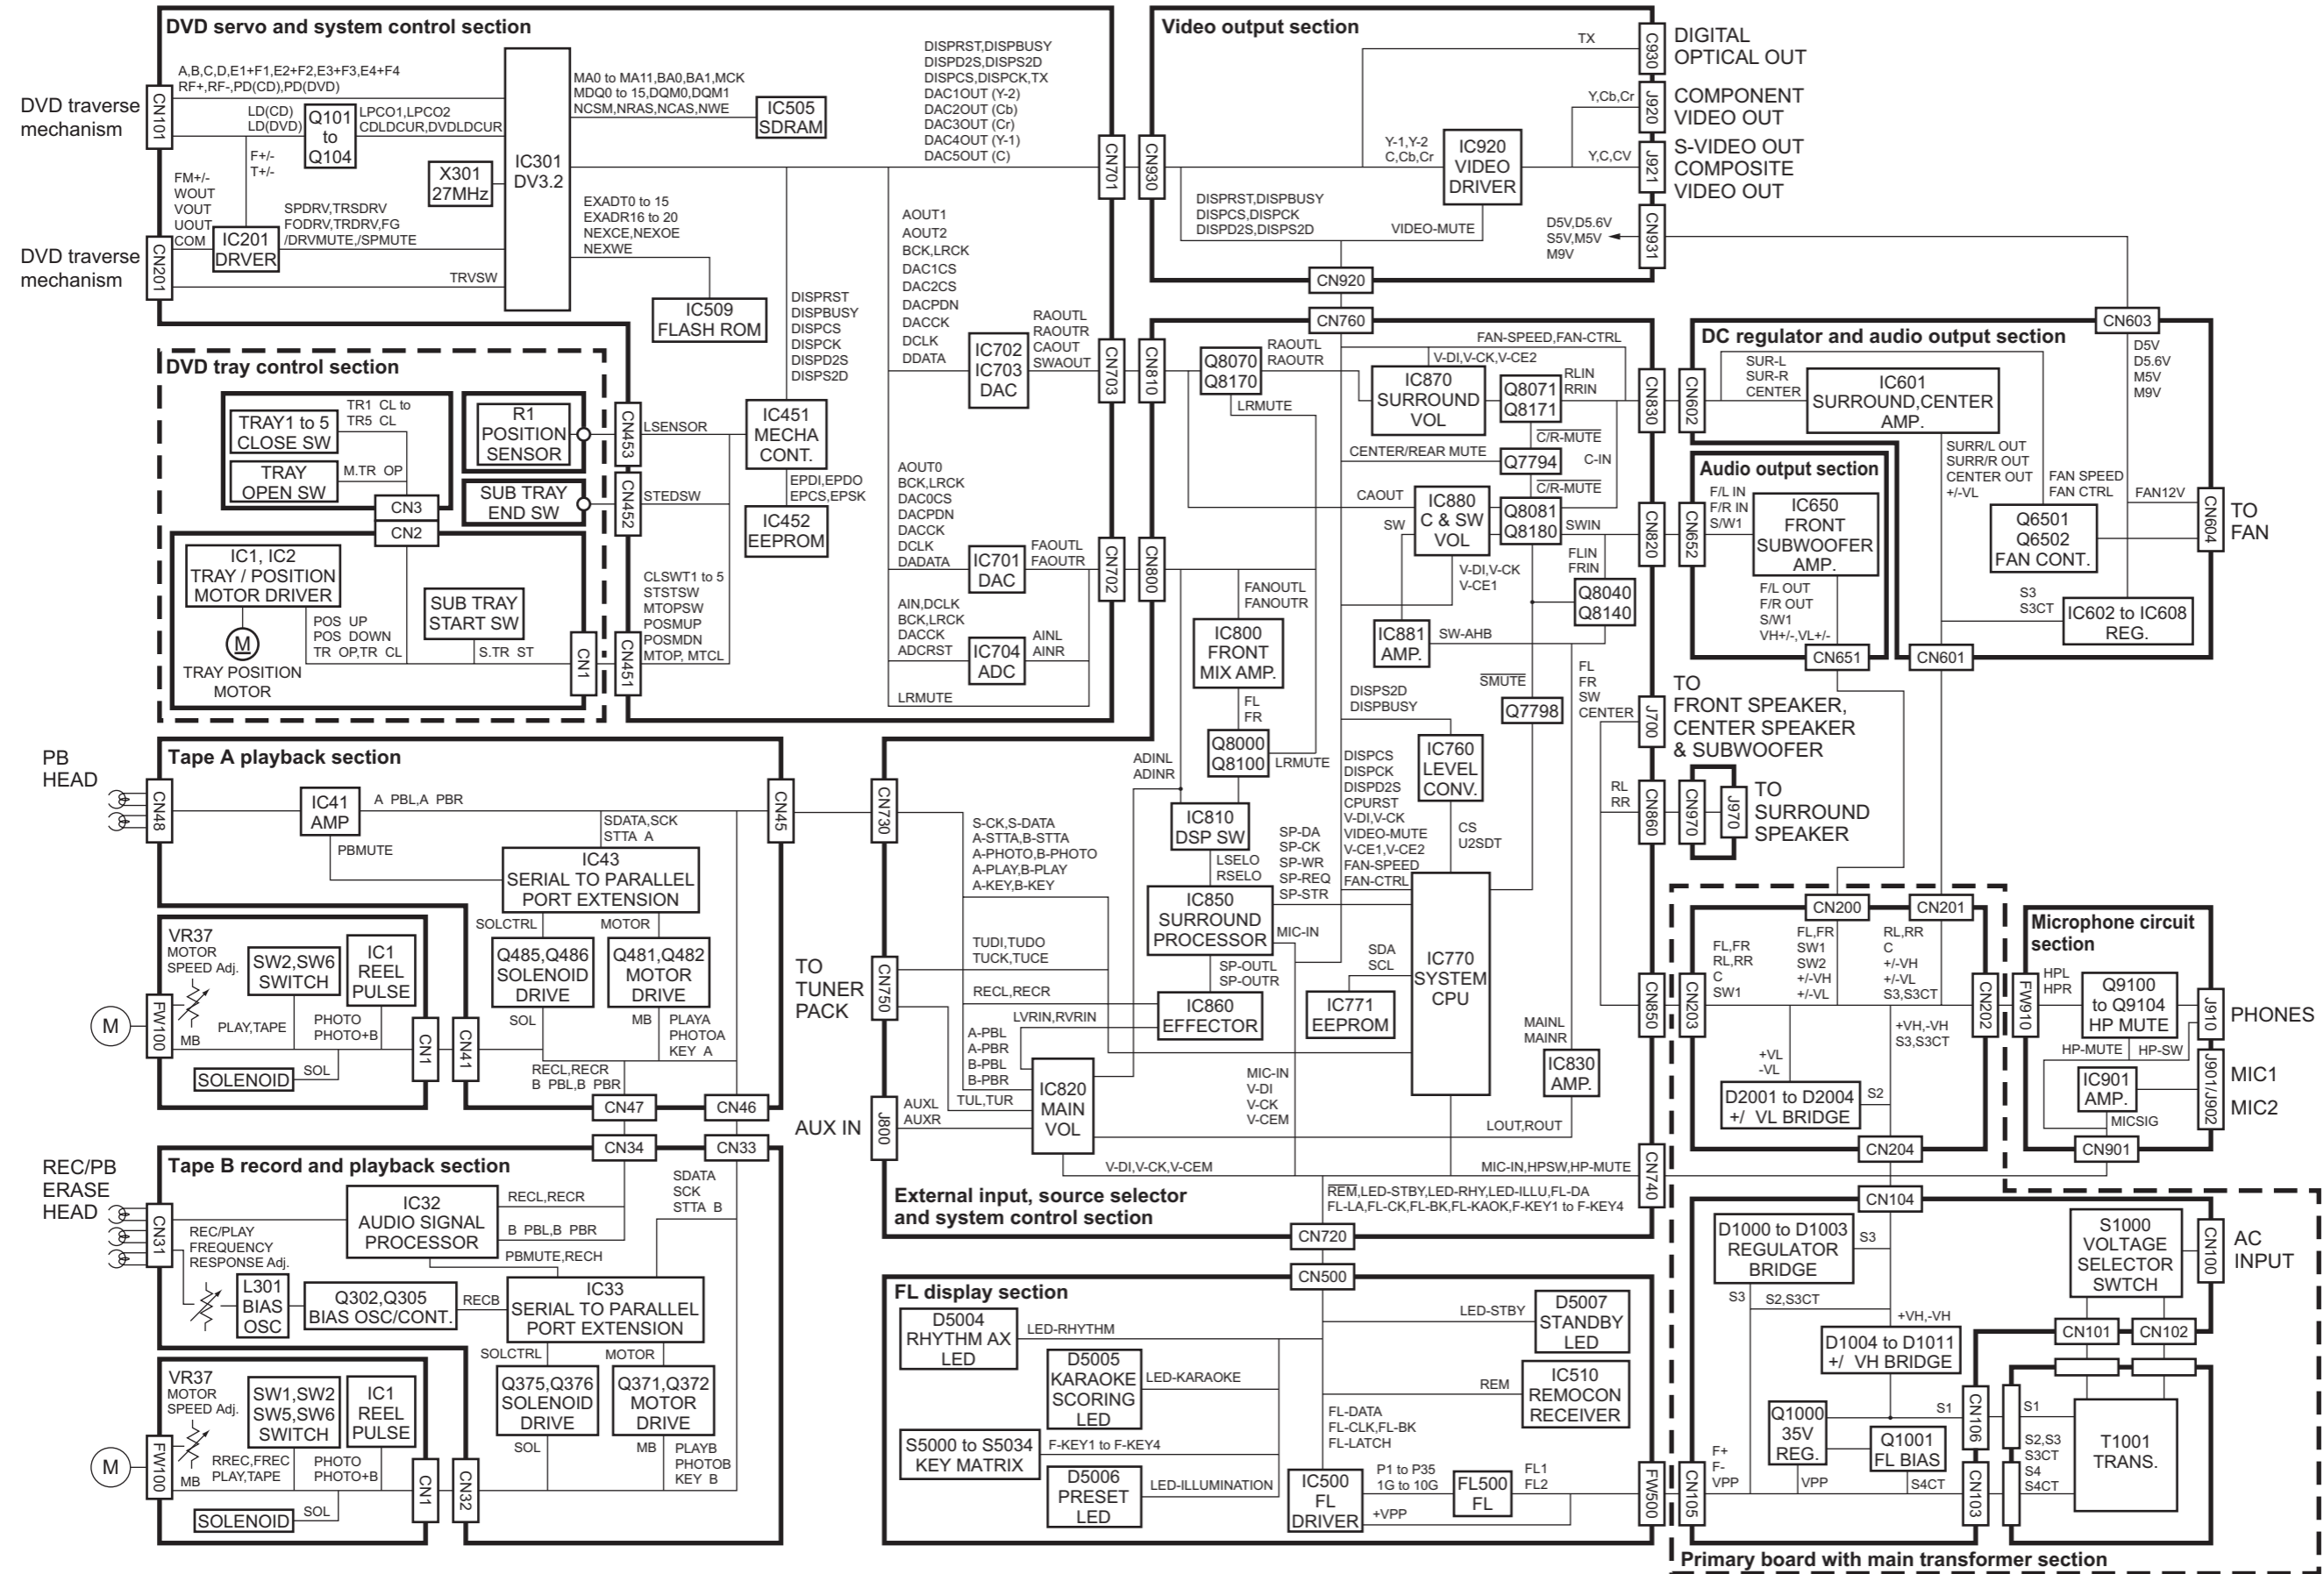 DVD servo and system control section
A,B,C,D,E1+F1,E2+F2,E3+F3,E4+F4
RF+,RF-,PD(CD),PD(DVD)
DVD traverse
mechanism
CN101
LD(CD)
LD(DVD)
Q101
to
Q104
LPCO1,LPCO2
CDLDCUR,DVDLDCUR
F+/-
T+/-
X301
27MHz
IC301
DV3.2
FM+/-
WOUT
VOUT
UOUT
COM
SPDRV,TRSDRV
FODRV,TRDRV,FG
/DRVMUTE,/SPMUTE
IC201
DRVER
DVD traverse
mechanism
CN201
TRVSW
MA0 to MA11,BA0,BA1,MCK
MDQ0 to 15,DQM0,DQM1
NCSM,NRAS,NCAS,NWE
IC505
SDRAM
EXADT0 to 15
EXADR16 to 20
NEXCE,NEXOE
NEXWE
IC509
FLASH ROM
DISPRST,DISPBUSY
DISPD2S,DISPS2D
DISPCS,DISPCK,TX
DAC1OUT (Y-2)
DAC2OUT (Cb)
DAC3OUT (Cr)
DAC4OUT (Y-1)
DAC5OUT (C)
CN701
DISPRST
DISPBUSY
DISPCS
DISPCK
DISPD2S
DISPS2D
AOUT1
AOUT2
BCK,LRCK
DAC1CS
DAC2CS
DACPDN
DACCK
DCLK
DDATA
IC702
IC703
DAC
RAOUTL
RAOUTR
CAOUT
SWAOUT
CN703
IC451
MECHA
CONT.
EPDI,EPDO
EPCS,EPSK
IC452
EEPROM
AOUT0
BCK,LRCK
DAC0CS
DACPDN
DACCK
DCLK
DADATA
IC701
DAC
FAOUTL
FAOUTR
CN702
AIN,DCLK
BCK,LRCK
DACCK
ADCRST
IC704
ADC
AINL
AINR
LRMUTE
CN453
LSENSOR
CN452
STEDSW
CLSWT1 to 5
STSTSW
MTOPSW
POSMUP
POSMDN
MTOP, MTCL
CN451
DVD tray control section
TRAY1 to 5
CLOSE SW
TR1 CL to
TR5 CL
TRAY
OPEN SW
M.TR OP
CN3
R1
POSITION
SENSOR
SUB TRAY
END SW
CN2
IC1, IC2
TRAY / POSITION
MOTOR DRIVER
M
TRAY POSITION
MOTOR
POS UP
POS DOWN
TR OP,TR CL
SUB TRAY
START SW
S.TR ST
CN1
Video output section
TX
C930
DIGITAL
OPTICAL OUT
Y,Cb,Cr
J920
COMPONENT
VIDEO OUT
CN930
Y-1,Y-2
C,Cb,Cr
IC920
VIDEO
DRIVER
Y,C,CV
J921
S-VIDEO OUT
COMPOSITE
VIDEO OUT
DISPRST,DISPBUSY
DISPCS,DISPCK
DISPD2S,DISPS2D
VIDEO-MUTE
D5V,D5.6V
S5V,M5V
M9V
CN931
CN920
CN760
CN810
Q8070
Q8170
RAOUTL
RAOUTR
LRMUTE
FAN-SPEED,FAN-CTRL
V-DI,V-CK,V-CE2
IC870
SURROUND
VOL
Q8071
Q8171
RLIN
RRIN
CN830
C/R-MUTE
CENTER/REAR MUTE
Q7794
C-IN
C/R-MUTE
CAOUT
IC880
C & SW
VOL
Q8081
Q8180
SWIN
CN820
SW
V-DI,V-CK
V-CE1
FLIN
FRIN
Q8040
Q8140
IC881
AMP.
SW-AHB
CN800
FANOUTL
FANOUTR
IC800
FRONT
MIX AMP.
FL
FR
Q8000
Q8100
LRMUTE
ADINL
ADINR
IC810
DSP SW
LSELO
RSELO
IC850
SURROUND
PROCESSOR
SP-DA
SP-CK
SP-WR
SP-REQ
SP-STR
MIC-IN
SP-OUTL
SP-OUTR
IC860
EFFECTOR
DISPS2D
DISPBUSY
IC760
LEVEL
CONV.
CS
U2SDT
DISPCS
DISPCK
DISPD2S
CPURST
V-DI,V-CK
VIDEO-MUTE
V-CE1,V-CE2
FAN-SPEED
FAN-CTRL
SMUTE
Q7798
IC770
SYSTEM
CPU
SDA
SCL
IC771
EEPROM
FL
FR
SW
CENTER
J700
TO
FRONT SPEAKER,
CENTER SPEAKER
& SUBWOOFER
RL
RR
CN860
CN970
J970
TO
SURROUND
SPEAKER
CN850
MAINL
MAINR
IC830
AMP.
LOUT,ROUT
MIC-IN
V-DI
V-CK
V-CEM
CN730
S-CK,S-DATA
A-STTA,B-STTA
A-PHOTO,B-PHOTO
A-PLAY,B-PLAY
A-KEY,B-KEY
TO
TUNER
PACK
CN750
TUDI,TUDO
TUCK,TUCE
RECL,RECR
LVRIN,RVRIN
A-PBL
A-PBR
B-PBL
B-PBR
TUL,TUR
IC820
MAIN
VOL
AUX IN
J800
AUXL
AUXR
V-DI,V-CK,V-CEM
MIC-IN,HPSW,HP-MUTE
CN740
External input, source selector
and system control section
REM,LED-STBY,LED-RHY,LED-ILLU,FL-DA
FL-LA,FL-CK,FL-BK,FL-KAOK,F-KEY1 to F-KEY4
CN720
DC regulator and audio output section
CN603
CN602
SUR-L
SUR-R
CENTER
IC601
SURROUND,CENTER
AMP.
D5V
D5.6V
M5V
M9V
SURR/L OUT
SURR/R OUT
CENTER OUT
+/-VL
FAN SPEED
FAN CTRL
FAN12V
Q6501
Q6502
FAN CONT.
CN604
TO
FAN
S3
S3CT
IC602 to IC608
REG.
CN601
Audio output section
CN652
F/L IN
F/R IN
S/W1
IC650
FRONT
SUBWOOFER
AMP.
F/L OUT
F/R OUT
S/W1
VH+/-,VL+/-
CN651
PB
HEAD
CN48
Tape A playback section
IC41
AMP
A PBL,A PBR
CN45
PBMUTE
SDATA,SCK
STTA A
IC43
SERIAL TO PARALLEL
PORT EXTENSION
SOLCTRL
MOTOR
Q485,Q486
SOLENOID
DRIVE
Q481,Q482
MOTOR
DRIVE
SOL
MB
PLAYA
PHOTOA
KEY A
VR37
MOTOR
SPEED Adj.
SW2,SW6
SWITCH
IC1
REEL
PULSE
M
FW100
MB
PLAY,TAPE
PHOTO
PHOTO+B
SOLENOID
SOL
CN1
CN41
RECL,RECR
B PBL,B PBR
CN47
CN46
CN34
CN33
REC/PB
ERASE
HEAD
CN31
Tape B record and playback section
IC32
AUDIO SIGNAL
PROCESSOR
RECL,RECR
B PBL,B PBR
SDATA
SCK
STTA B
PBMUTE,RECH
REC/PLAY
FREQUENCY
RESPONSE Adj.
L301
BIAS
OSC
Q302,Q305
BIAS OSC/CONT.
RECB
IC33
SERIAL TO PARALLEL
PORT EXTENSION
SOLCTRL
MOTOR
Q375,Q376
SOLENOID
DRIVE
Q371,Q372
MOTOR
DRIVE
SOL
MB
PLAYB
PHOTOB
KEY B
VR37
MOTOR
SPEED Adj.
SW1,SW2
SW5,SW6
SWITCH
IC1
REEL
PULSE
M
FW100
MB
RREC,FREC
PLAY,TAPE
PHOTO
PHOTO+B
SOLENOID
SOL
CN1
CN32
FL display section
CN500
D5004
RHYTHM AX
LED
LED-RHYTHM
D5005
KARAOKE
SCORING
LED
LED-KARAOKE
S5000 to S5034
KEY MATRIX
F-KEY1 to F-KEY4
D5006
PRESET
LED
LED-ILLUMINATION
LED-STBY
D5007
STANDBY
LED
REM
IC510
REMOCON
RECEIVER
FL-DATA
FL-CLK,FL-BK
FL-LATCH
IC500
FL
DRIVER
P1 to P35
1G to 10G
FL500
FL
FL1
FL2
+VPP
FW500
CN200
CN201
CN203
FL,FR
RL,RR
C
SW1
FL,FR
SW1
SW2
+/-VH
+/-VL
RL,RR
C
+/-VH
+/-VL
S3,S3CT
CN202
+VL
-VL
+VH,-VH
S3,S3CT
D2001 to D2004
+/ VL BRIDGE
S2
CN204
Microphone circuit
section
FW910
HPL
HPR
Q9100
to Q9104
HP MUTE
J910
PHONES
HP-MUTE
HP-SW
IC901
AMP.
J901/J902
MIC1
MIC2
MICSIG
CN901
CN104
D1000 to D1003
REGULATOR
BRIDGE
S3
S3
S2,S3CT
+VH,-VH
D1004 to D1011
+/ VH BRIDGE
S1000
VOLTAGE
SELECTOR
SWTCH
CN100
AC
INPUT
CN101
CN102
Q1000
35V
REG.
Q1001
FL BIAS
S1
CN106
S1
S2,S3
S3CT
S4
S4CT
T1001
TRANS.
CN105
F+
F-
VPP
VPP
S4CT
CN103
Primary board with main transformer section